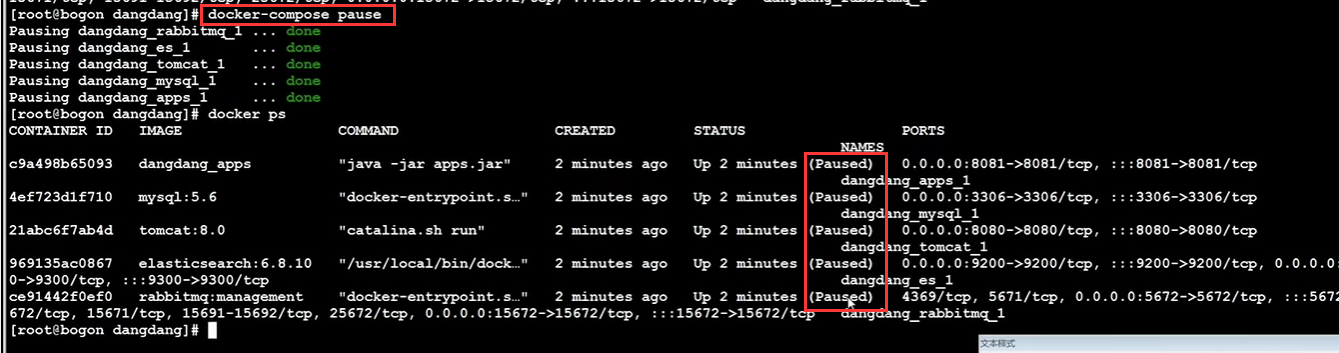 [root@bogon dangdang]# docker-compose pause
Pausing dangdang_rabbitmq_1 ... done
Pausing dangdang_es_1       ... done
Pausing dangdang_tomcat_1   ... done
Pausing dangdang_mysql_1    ... done
Pausing dangdang_apps_1     ... done
[root@bogon dangdang]# docker ps
CONTAINER ID   IMAGE                  COMMAND                  CREATED         STATUS                  PORTS
NAMES
c9a498b65093   dangdang_apps          "java -jar apps.jar"     2 minutes ago   Up 2 minutes (Paused)   0.0.0.0:8081->8081/tcp, :::8081->8081/tcp
dangdang_apps_1
4ef723d1f710   mysql:5.6              "docker-entrypoint.s…"   2 minutes ago   Up 2 minutes (Paused)   0.0.0.0:3306->3306/tcp, :::3306->3306/tcp
dangdang_mysql_1
21abc6f7ab4d   tomcat:8.0             "catalina.sh run"        2 minutes ago   Up 2 minutes (Paused)   0.0.0.0:8080->8080/tcp, :::8080->8080/tcp
dangdang_tomcat_1
969135ac0867   elasticsearch:6.8.10   "/usr/local/bin/dock…"   2 minutes ago   Up 2 minutes (Paused)   0.0.0.0:9200->9200/tcp, :::9200->9200/tcp, 0.0.0.0
0->9300/tcp, :::9300->9300/tcp dangdang_es_1
ce91442f0ef0   rabbitmq:management    "docker-entrypoint.s…"   2 minutes ago   Up 2 minutes (Paused)   4369/tcp, 5671/tcp, 0.0.0.0:5672->5672/tcp, :::567
672/tcp, 15671/tcp, 15691-15692/tcp, 25672/tcp, 0.0.0.0:15672->15672/tcp, :::15672->15672/tcp   dangdang_rabbitmq_1
[root@bogon dangdang]#
文本样式